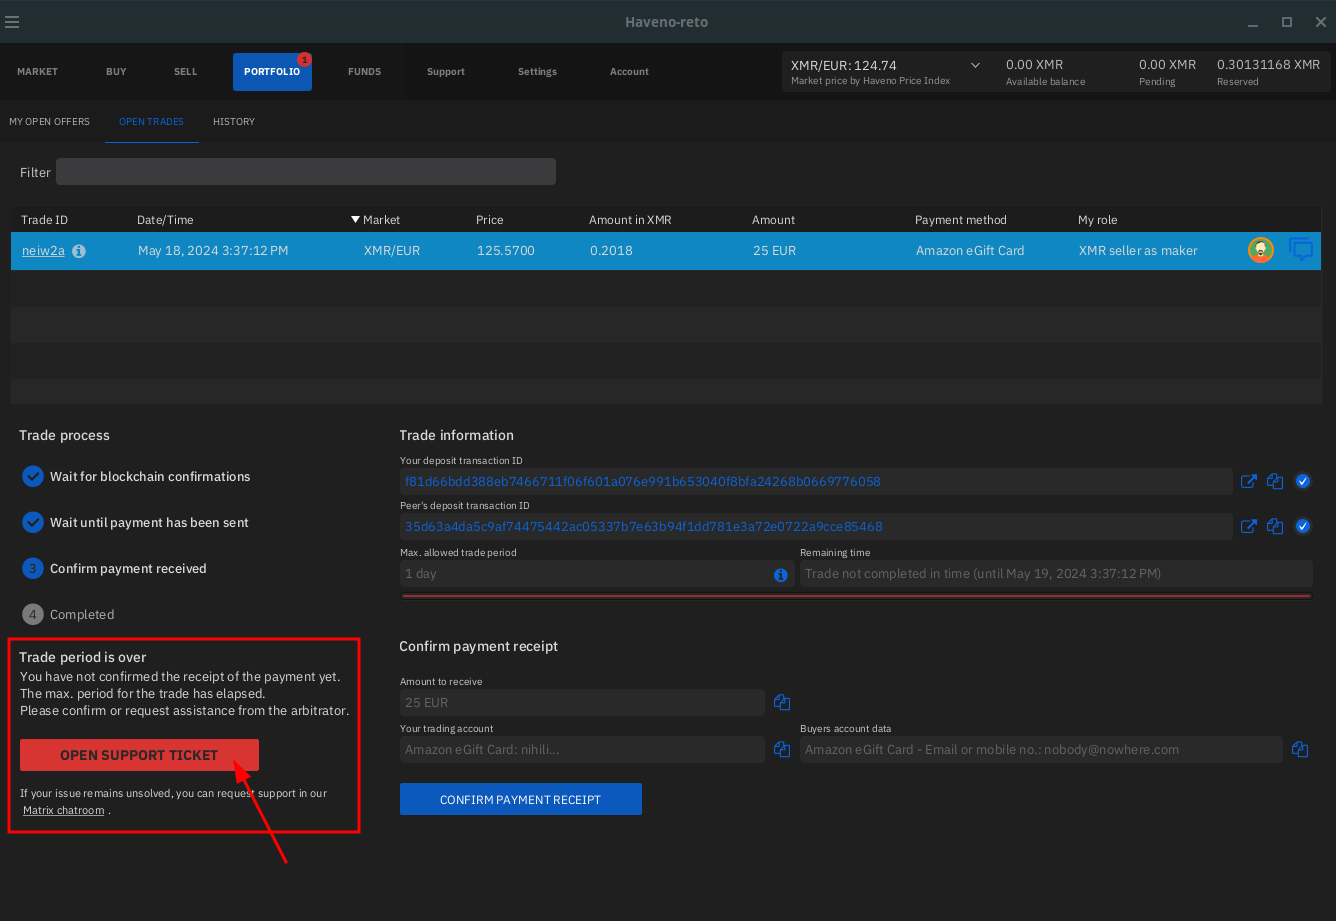 Haveno-reto
MARKET BUY SELL PORTFOLIO 1 FUNDS Support Settings Account
XMR/EUR: 124.74 0.00 XMR 0.00 XMR 0.30131168 XMR
Market price by Haveno Price Index Available balance Pending Reserved
MY OPEN OFFERS OPEN TRADES HISTORY
Filter
Trade ID Date/Time Market Price Amount in XMR Amount Payment method My role
neiw2a May 18, 2024 3:37:12 PM XMR/EUR 125.5700 0.2018 25 EUR Amazon eGift Card XMR seller as maker
Trade process
Wait for blockchain confirmations
Wait until payment has been sent
3 Confirm payment received
4 Completed
Trade period is over
You have not confirmed the receipt of the payment yet.
The max. period for the trade has elapsed.
Please confirm or request assistance from the arbitrator.
OPEN SUPPORT TICKET
If your issue remains unsolved, you can request support in our
Matrix chatroom .
Trade information
Your deposit transaction ID
f81d66bdd388eb7466711f06f601a076e991b653040f8bfa24268b0669776058
Peer's deposit transaction ID
35d63a4da5c9af74475442ac05337b7e63b94f1dd781e3a72e0722a9cce85468
Max. allowed trade period Remaining time
1 day Trade not completed in time (until May 19, 2024 3:37:12 PM)
Confirm payment receipt
Amount to receive
25 EUR
Your trading account Buyers account data
Amazon eGift Card: nihili... Amazon eGift Card - Email or mobile no.: nobody@nowhere.com
CONFIRM PAYMENT RECEIPT